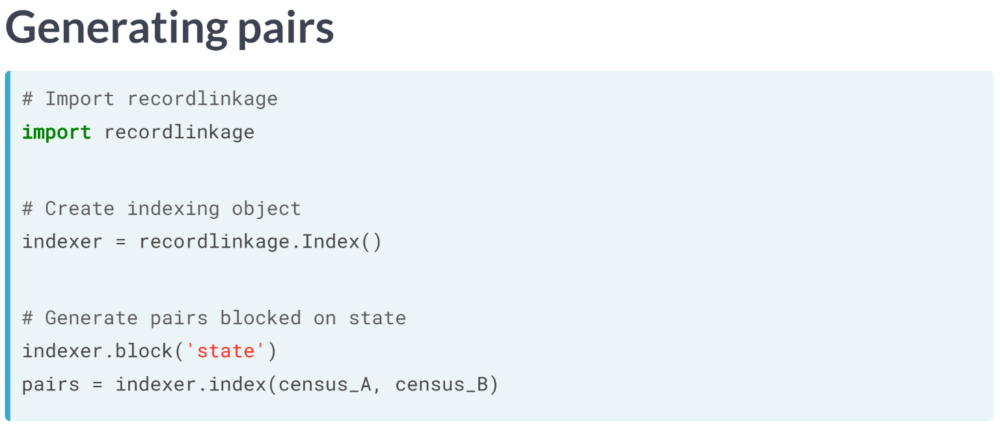 Generating pairs
# Import recordlinkage
import recordlinkage
# Create indexing object
indexer = recordlinkage.Index()
# Generate pairs blocked on state
indexer.block('state')
pairs = indexer.index(census_A, census_B)